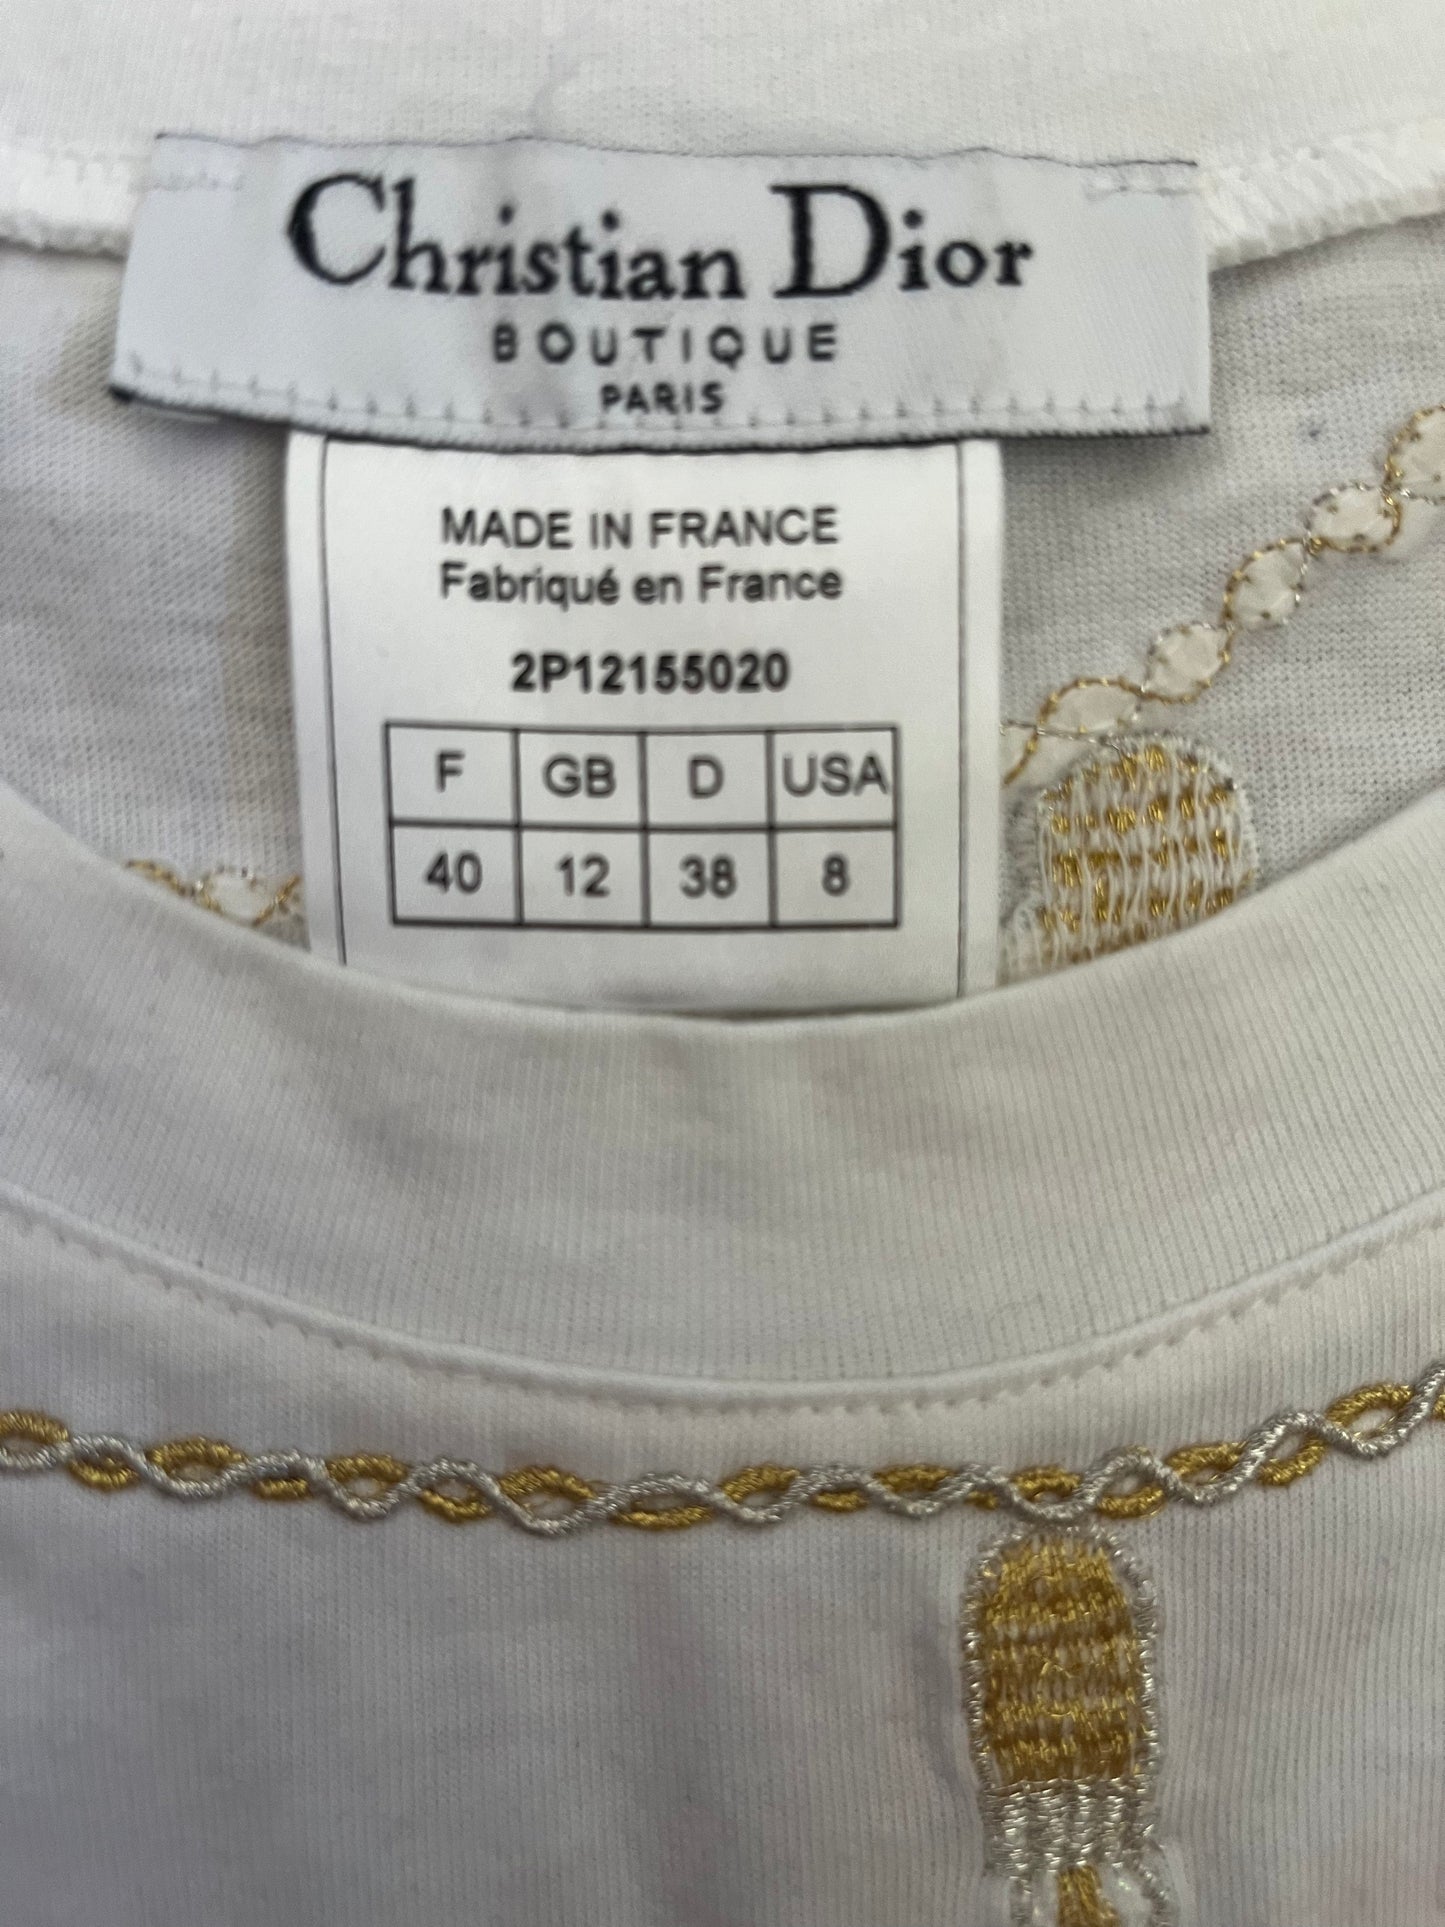 Christian Dior
BOUTIQUE
PARIS
MADE IN FRANCE
Fabriqué en France
2P12155020
F GB D USA
40 12 38 8